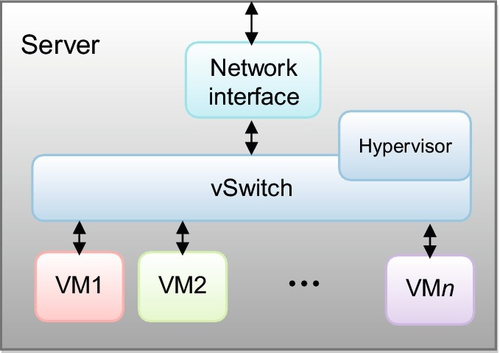 Server
Network
interface
Hypervisor
vSwitch
VM1
VM2
...
VMn